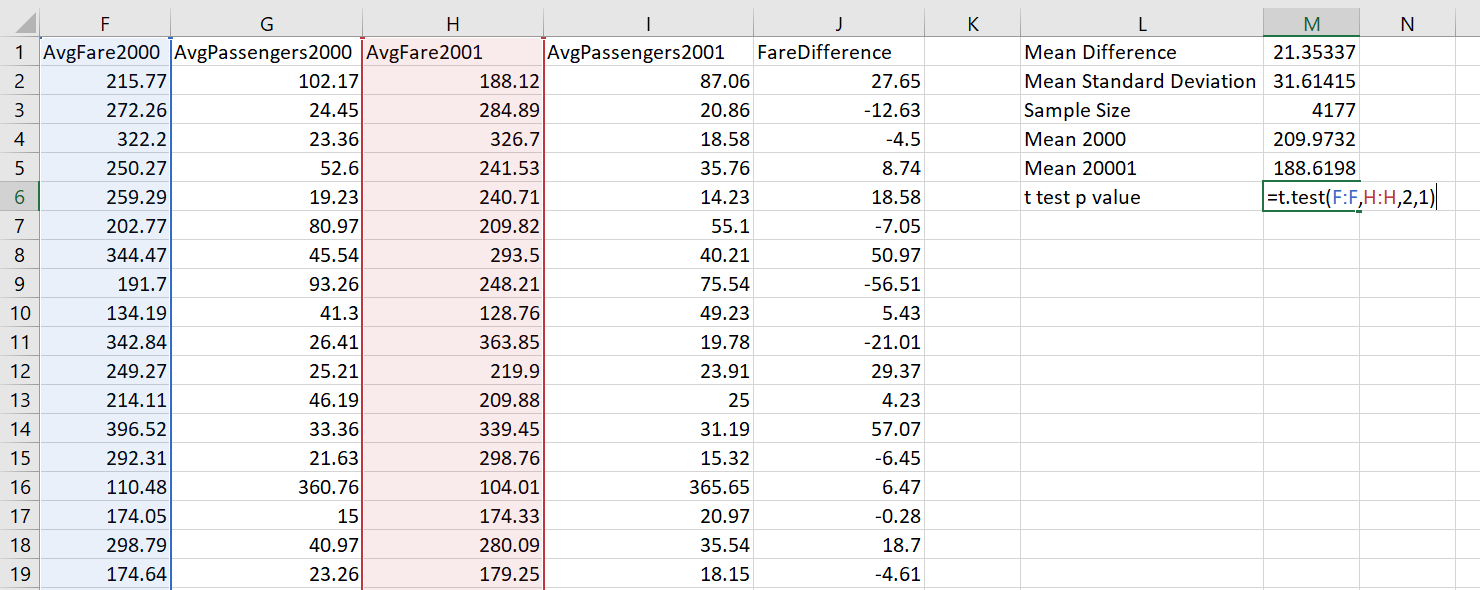 F G H I J K L M N
1 AvgFare2000 AvgPassengers2000 AvgFare2001 AvgPassengers2001 FareDifference Mean Difference 21.35337
2 215.77 102.17 188.12 87.06 27.65 Mean Standard Deviation 31.61415
3 272.26 24.45 284.89 20.86 -12.63 Sample Size 4177
4 322.2 23.36 326.7 18.58 -4.5 Mean 2000 209.9732
5 250.27 52.6 241.53 35.76 8.74 Mean 20001 188.6198
6 259.29 19.23 240.71 14.23 18.58 t test p value =t.test(F:F,H:H,2,1)
7 202.77 80.97 209.82 55.1 -7.05
8 344.47 45.54 293.5 40.21 50.97
9 191.7 93.26 248.21 75.54 -56.51
10 134.19 41.3 128.76 49.23 5.43
11 342.84 26.41 363.85 19.78 -21.01
12 249.27 25.21 219.9 23.91 29.37
13 214.11 46.19 209.88 25 4.23
14 396.52 33.36 339.45 31.19 57.07
15 292.31 21.63 298.76 15.32 -6.45
16 110.48 360.76 104.01 365.65 6.47
17 174.05 15 174.33 20.97 -0.28
18 298.79 40.97 280.09 35.54 18.7
19 174.64 23.26 179.25 18.15 -4.61